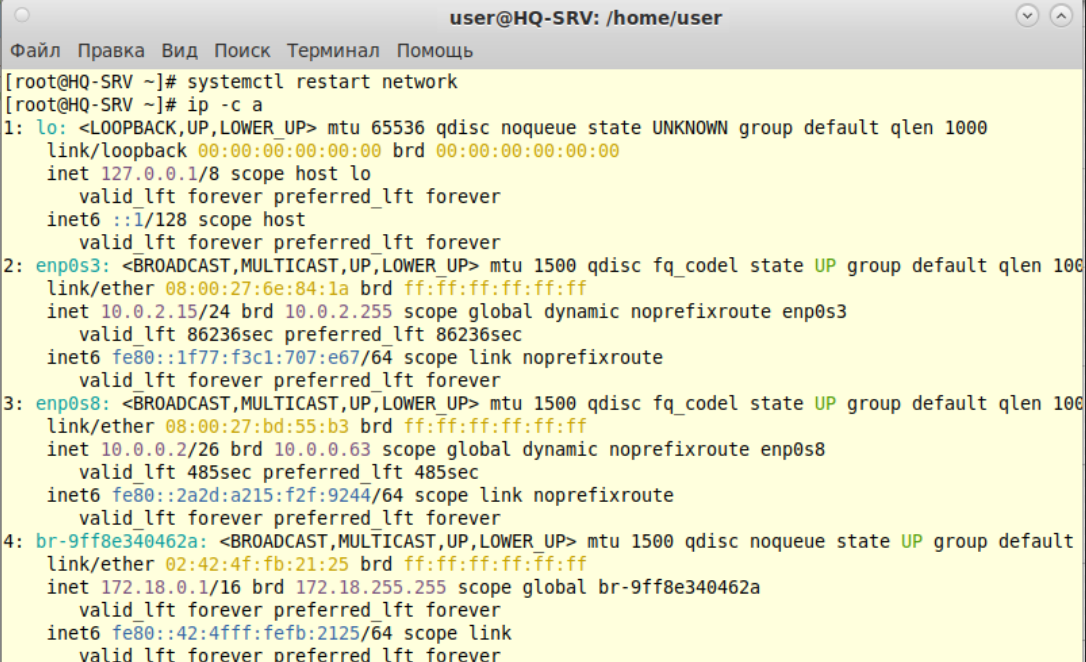 user@HQ-SRV: /home/user
Файл Правка Вид Поиск Терминал Помощь
[root@HQ-SRV ~]# systemctl restart network
[root@HQ-SRV ~]# ip -c a
1: lo: <LOOPBACK,UP,LOWER_UP> mtu 65536 qdisc noqueue state UNKNOWN group default qlen 1000
    link/loopback 00:00:00:00:00:00 brd 00:00:00:00:00:00
    inet 127.0.0.1/8 scope host lo
       valid_lft forever preferred_lft forever
    inet6 ::1/128 scope host
       valid_lft forever preferred_lft forever
2: enp0s3: <BROADCAST,MULTICAST,UP,LOWER_UP> mtu 1500 qdisc fq_codel state UP group default qlen 100
    link/ether 08:00:27:6e:84:1a brd ff:ff:ff:ff:ff:ff
    inet 10.0.2.15/24 brd 10.0.2.255 scope global dynamic noprefixroute enp0s3
       valid_lft 86236sec preferred_lft 86236sec
    inet6 fe80::1f77:f3c1:707:e67/64 scope link noprefixroute
       valid_lft forever preferred_lft forever
3: enp0s8: <BROADCAST,MULTICAST,UP,LOWER_UP> mtu 1500 qdisc fq_codel state UP group default qlen 100
    link/ether 08:00:27:bd:55:b3 brd ff:ff:ff:ff:ff:ff
    inet 10.0.0.2/26 brd 10.0.0.63 scope global dynamic noprefixroute enp0s8
       valid_lft 485sec preferred_lft 485sec
    inet6 fe80::2a2d:a215:f2f:9244/64 scope link noprefixroute
       valid_lft forever preferred_lft forever
4: br-9ff8e340462a: <BROADCAST,MULTICAST,UP,LOWER_UP> mtu 1500 qdisc noqueue state UP group default
    link/ether 02:42:4f:fb:21:25 brd ff:ff:ff:ff:ff:ff
    inet 172.18.0.1/16 brd 172.18.255.255 scope global br-9ff8e340462a
       valid_lft forever preferred_lft forever
    inet6 fe80::42:4fff:fefb:2125/64 scope link
       valid_lft forever preferred_lft forever